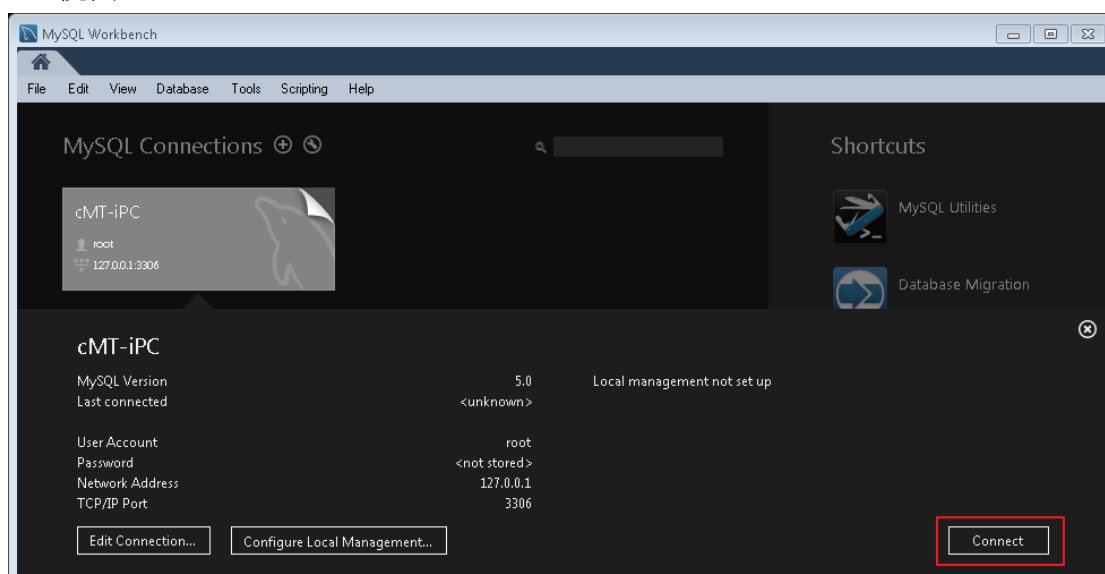 MySQL Workbench
File Edit View Database Tools Scripting Help
MySQL Connections
Shortcuts
cMT-iPC
root
127.0.0.1:3306
MySQL Utilities
Database Migration
cMT-iPC
MySQL Version 5.0 Local management not set up
Last connected <unknown>
User Account root
Password <not stored>
Network Address 127.0.0.1
TCP/IP Port 3306
Edit Connection... Configure Local Management... Connect